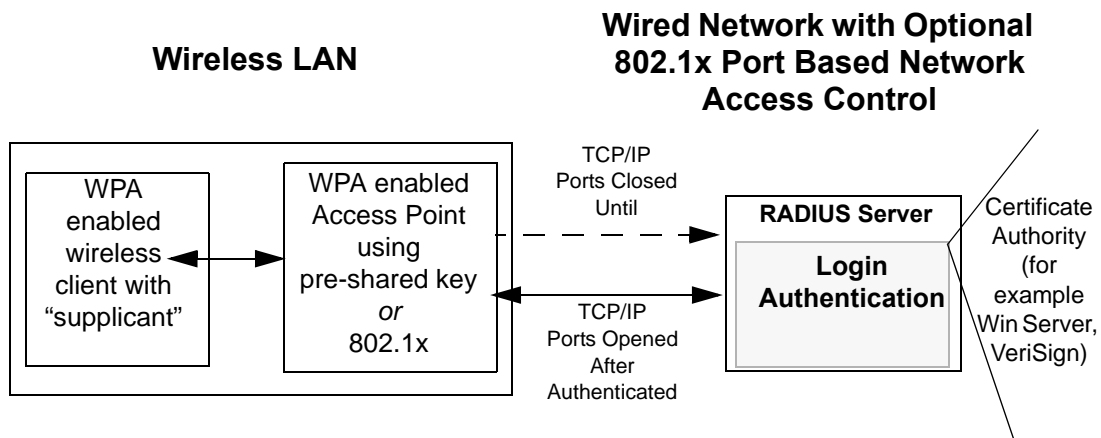 Wireless LAN
Wired Network with Optional
802.1x Port Based Network
Access Control
WPA
enabled
wireless
client with
“supplicant”
WPA enabled
Access Point
using
pre-shared key
or
802.1x
TCP/IP
Ports Closed
Until
TCP/IP
Ports Opened
After
Authenticated
RADIUS Server
Login
Authentication
Certificate
Authority
(for
example
Win Server,
VeriSign)